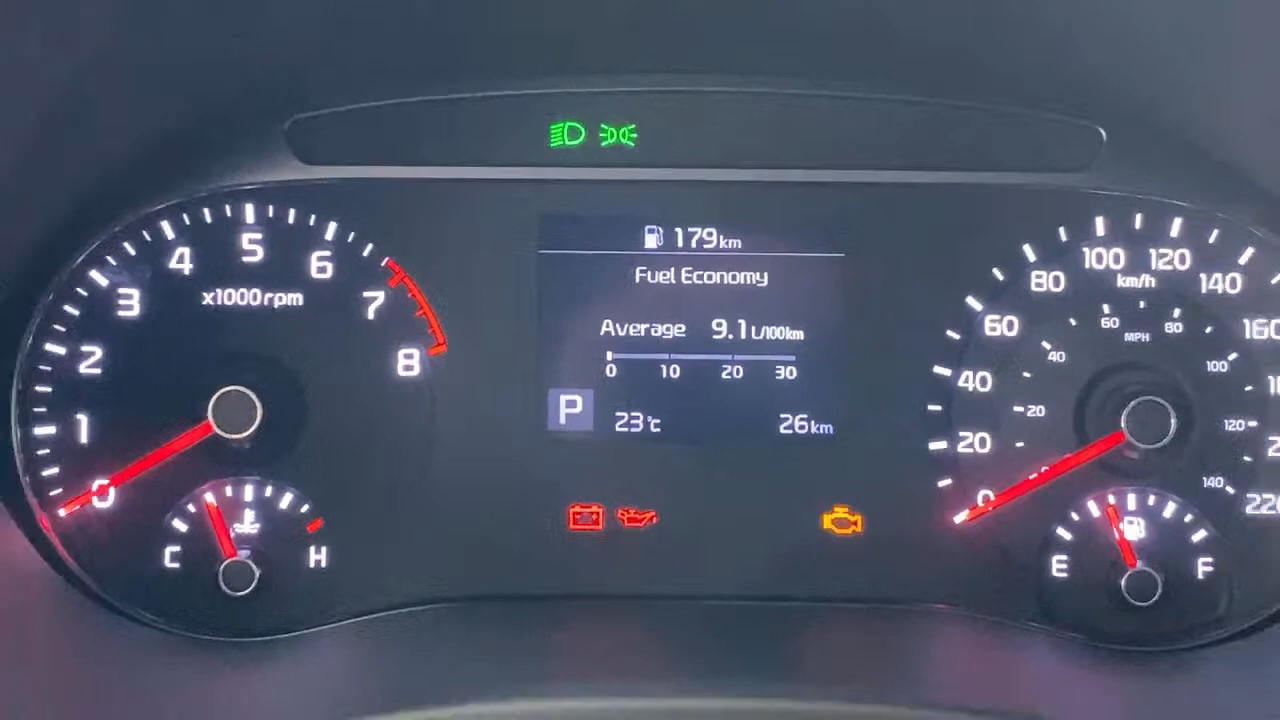 179km
Fuel Economy
Average 9.1L/100km
0 10 20 30
P
23°C 26km
0 1 2 3 4 5 6 7 8
x1000rpm
C H
0 20 40 60 80 100 120 140
km/h
20 40 60 80 100 120 140
MPH
220
E F